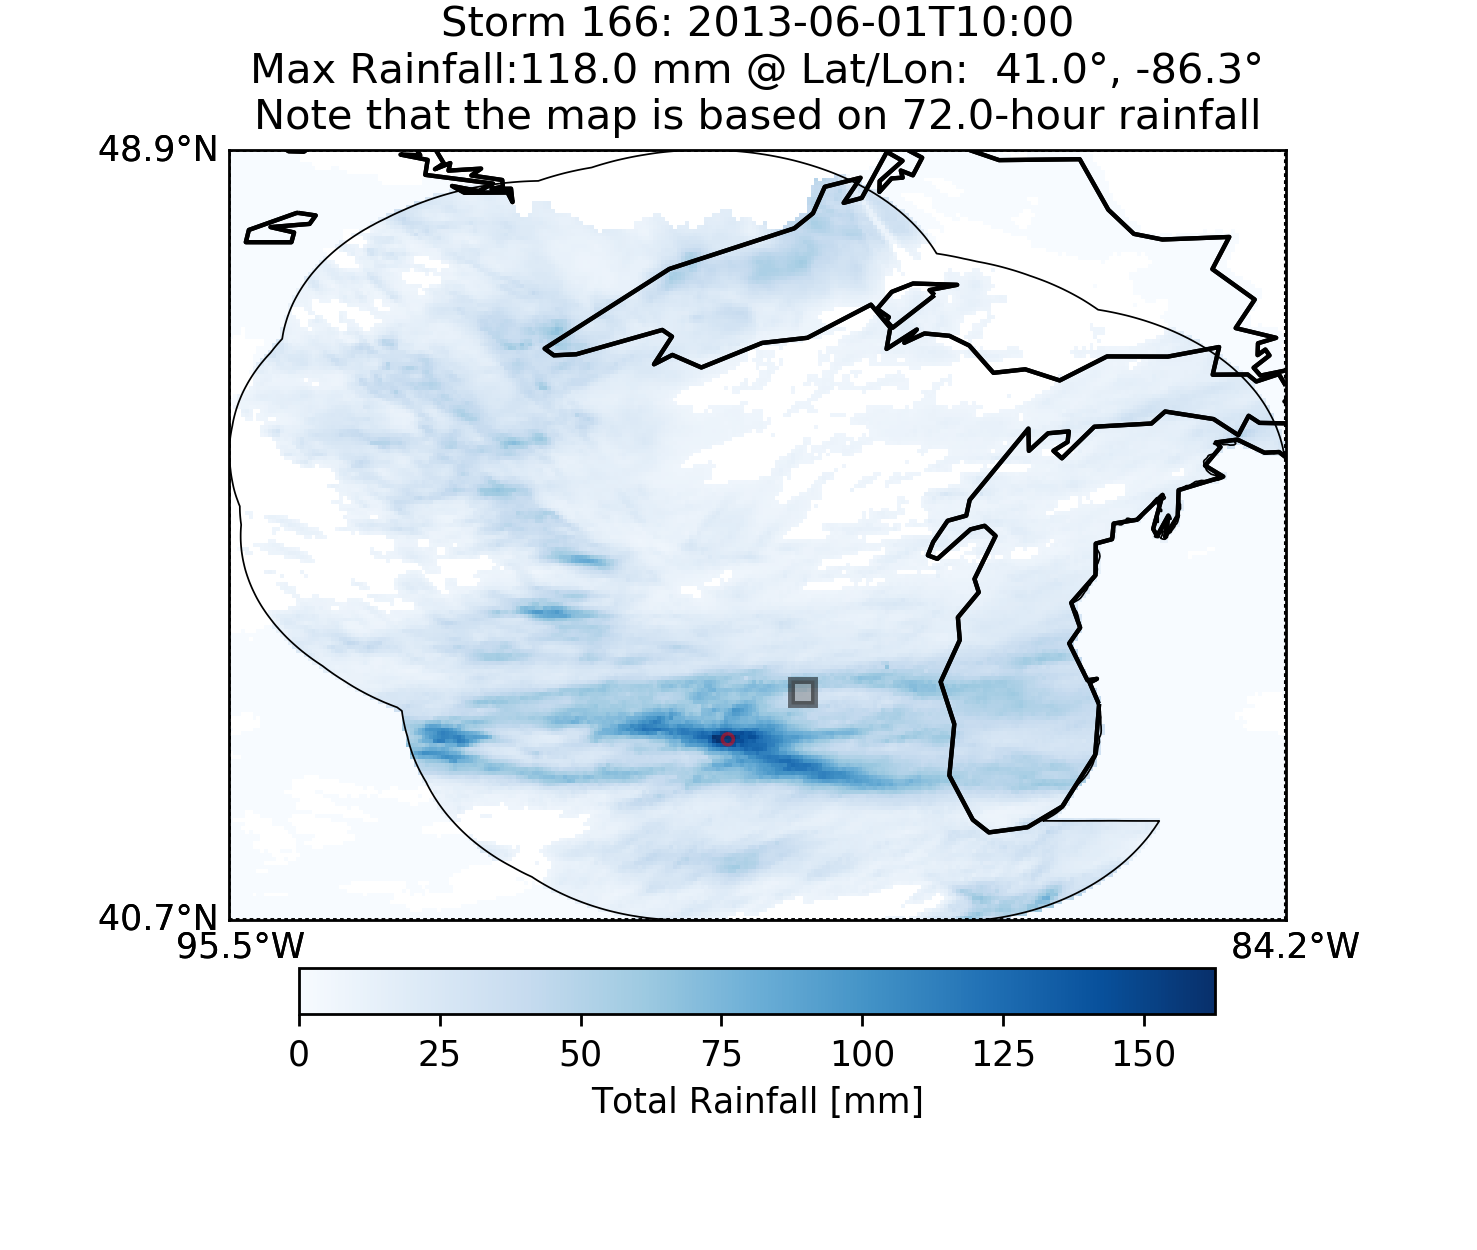 Storm 166: 2013-06-01T10:00
Max Rainfall:118.0 mm @ Lat/Lon:  41.0°, -86.3°
Note that the map is based on 72.0-hour rainfall
48.9°N
40.7°N
95.5°W 84.2°W
0 25 50 75 100 125 150
Total Rainfall [mm]